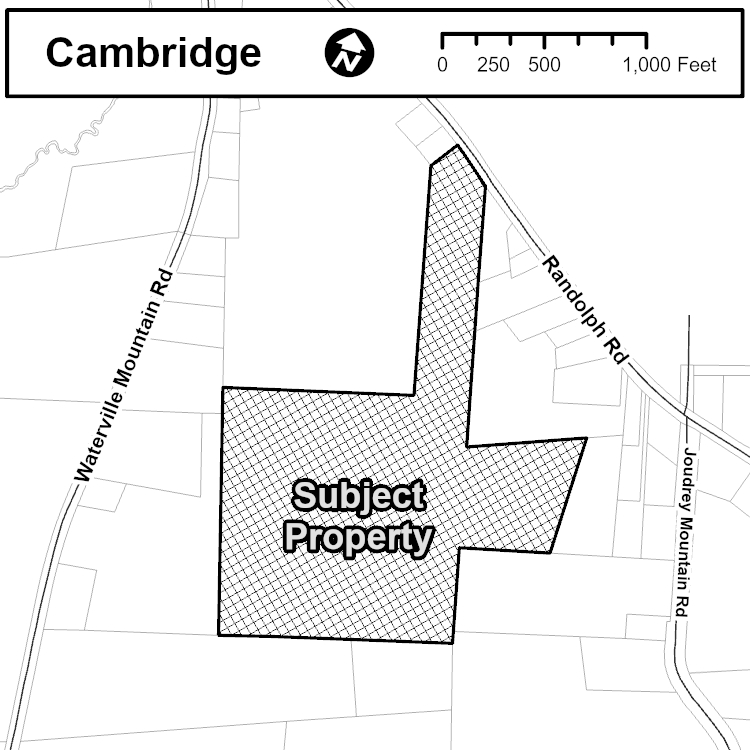 Cambridge
N
0 250 500 1,000 Feet
Waterville Mountain Rd
Randolph Rd
Joudrey Mountain Rd
Subject
Property